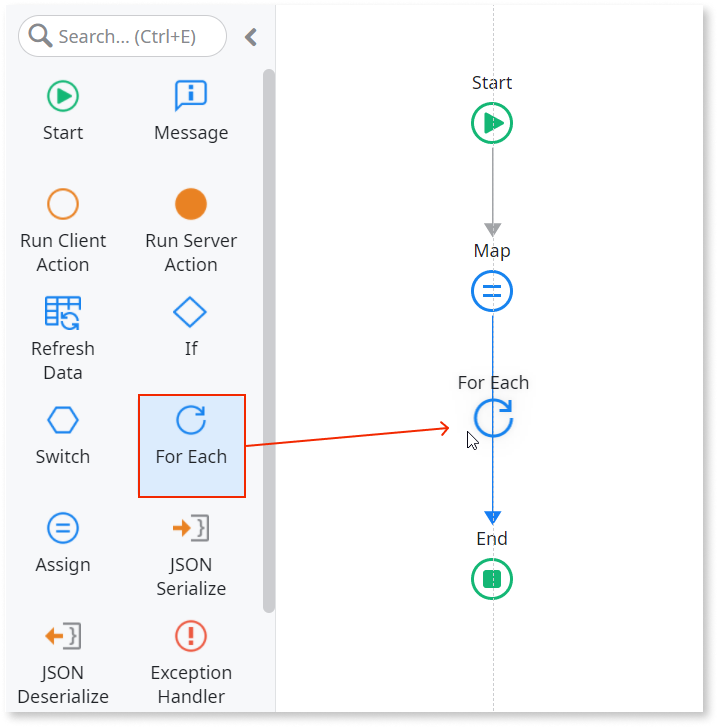 Search... (Ctrl+E)
Start
Message
Run Client
Action
Run Server
Action
Refresh
Data
If
Switch
For Each
Assign
JSON
Serialize
JSON
Deserialize
Exception
Handler
Start
Map
For Each
End